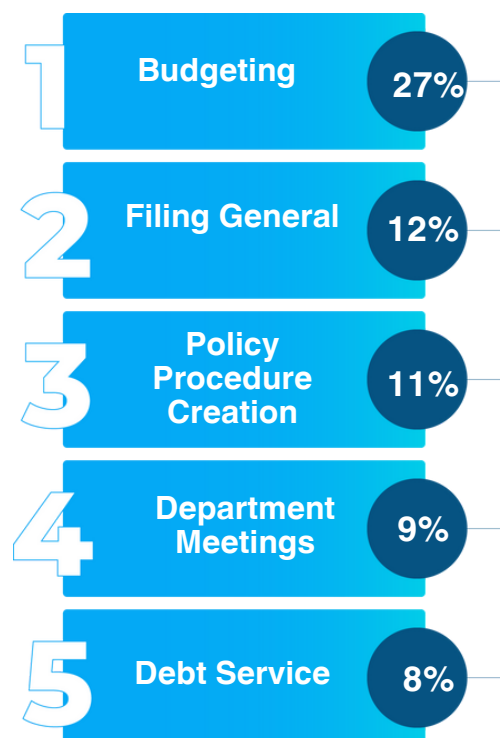 1
Budgeting
27%
2
Filing General
12%
3
Policy
Procedure
Creation
11%
4
Department
Meetings
9%
5
Debt Service
8%